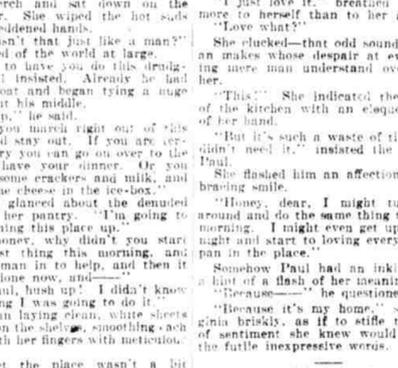 erch and sat down on the
r. She wiped the hot suds
eddened hands.
sn't that just like a man?"
ed of the world at large.
to have you do this drudg-
l insisted. Already he had
oat and began tying a huge
ut his middle.
p," he said.
you march right out of this
d stay out. If you are
ry you can go on over to the
have your dinner. Or you
some crackers and milk, and
ne cheese in the ice-box."
glanced about the denuded
her pantry. "I'm going to
ning this place up."
oney, why didn't you start
st thing this morning, and
man in to help, and then it
done now, and——"
aul, hush up! I didn't know
ng I was going to do it."
an laying clean, white sheets
on the shelves, smoothing each
th her fingers with meticulou
et the place wasn't a bit
"I just love it," breathed
more to herself than to her
"Love what?"
She clucked—that odd sound
an makes whose despair at ev
ing mere man understand ov
her.
"This!" She indicated the
of the kitchen with an eloque
of her hand.
"But it's such a waste of ti
didn't need it," insisted the
Paul.
She flashed him an affection
braving smile.
"Honey, dear, I might tu
around and do the same thing t
morning. I might even get up
night and start to loving every
pan in the place."
Somehow Paul had an inki
a hint of a flash of her meanin
"Because——" he questione
"Because it's my home," s
ginia briskly, as if to stifle t
of sentiment she knew would
the futile inexpressive words.